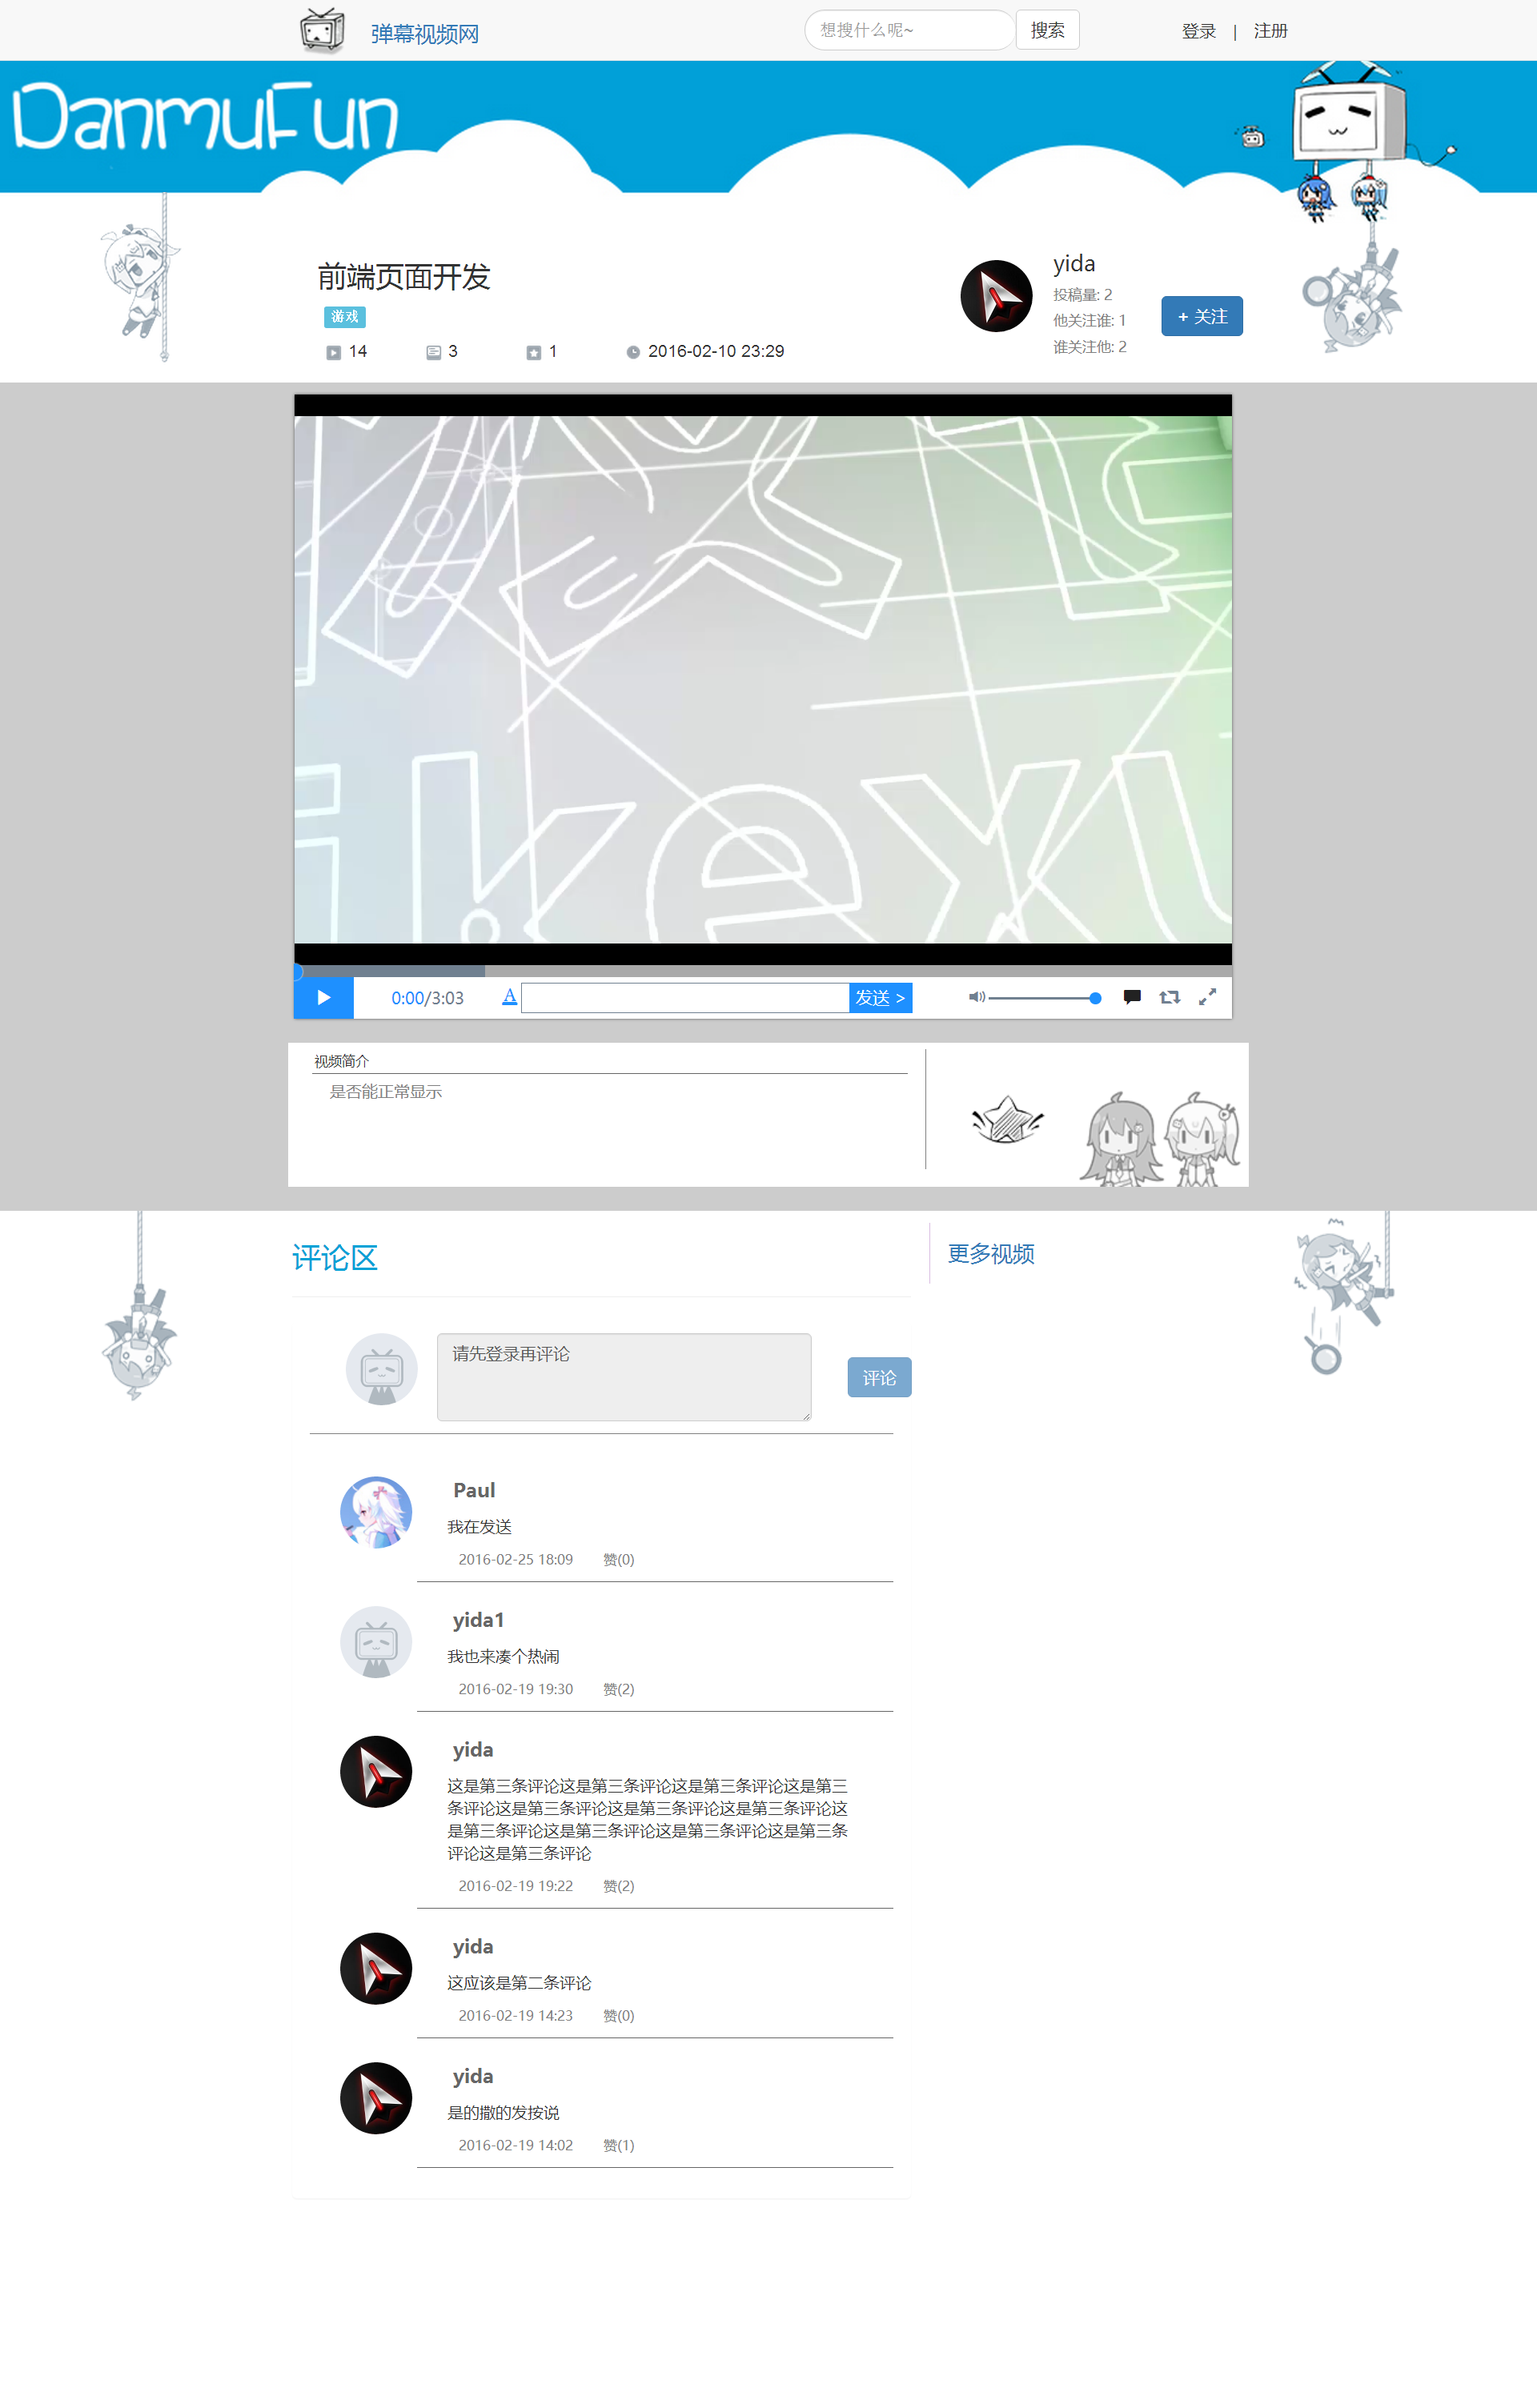 弹幕视频网
想搜什么呢~
搜索
登录 | 注册
DanmuFun
前端页面开发
游戏
14 3 1 2016-02-10 23:29
yida
投稿量: 2
他关注谁: 1
谁关注他: 2
+ 关注
0:00/3:03
A
发送 >
视频简介
是否能正常显示
评论区
更多视频
请先登录再评论
评论
Paul
我在发送
2016-02-25 18:09 赞(0)
yida1
我也来凑个热闹
2016-02-19 19:30 赞(2)
yida
这是第三条评论这是第三条评论这是第三条评论这是第三
条评论这是第三条评论这是第三条评论这是第三条评论这
是第三条评论这是第三条评论这是第三条评论这是第三条
评论这是第三条评论
2016-02-19 19:22 赞(2)
yida
这应该是第二条评论
2016-02-19 14:23 赞(0)
yida
是的撒的发按说
2016-02-19 14:02 赞(1)